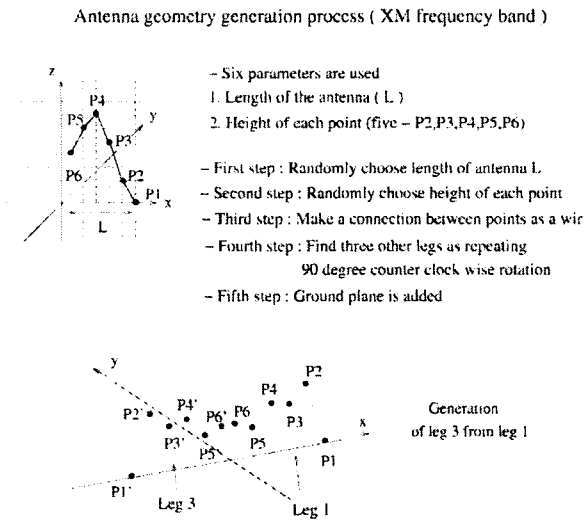 Antenna geometry generation process ( XM frequency band )
z
P4
P5
y
P3
P6
P2
P1
x
L
– Six parameters are used
1. Length of the antenna ( L )
2. Height of each point (five – P2,P3,P4,P5,P6)
– First step : Randomly choose length of antenna L
– Second step : Randomly choose height of each point
– Third step : Make a connection between points as a wir
– Fourth step : Find three other legs as repeating
90 degree counter clock wise rotation
– Fifth step : Ground plane is added
y
P2
P4
P2'
P4'
P6'
P6
P3
x
P3'
P5'
P5
P1
P1'
Leg 3
Leg 1
Generation
of leg 3 from leg 1